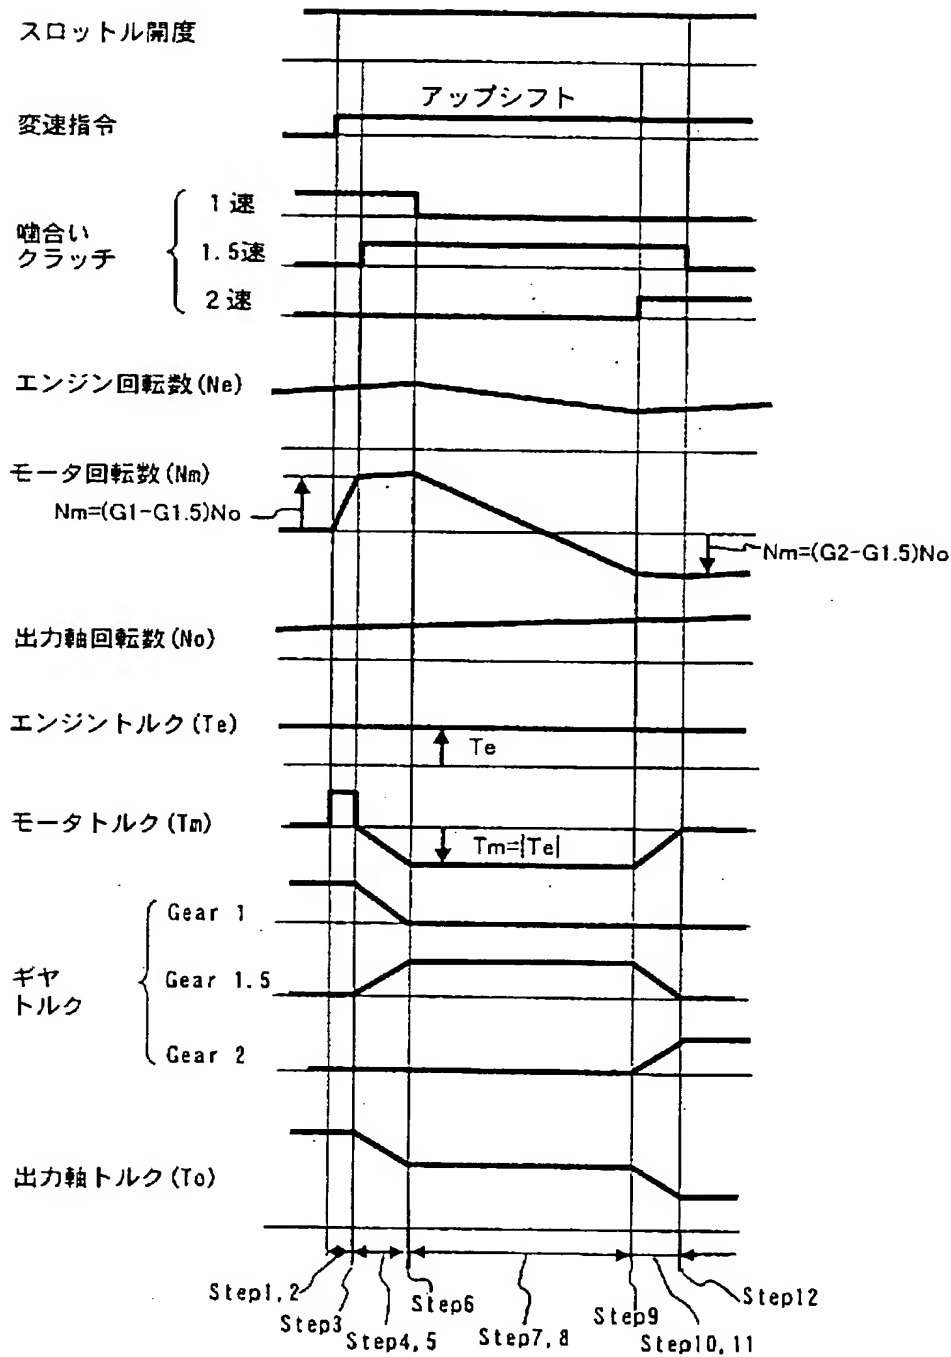 スロットル開度
アップシフト
変速指令
1速
噛合い
クラッチ
1.5速
2速
エンジン回転数(Ne)
モータ回転数(Nm)
Nm=(G1-G1.5)No
Nm=(G2-G1.5)No
出力軸回転数(No)
エンジントルク(Te)
Te
モータトルク(Tm)
Tm=|Te|
Gear 1
ギヤ
トルク
Gear 1.5
Gear 2
出力軸トルク(To)
Step1,2
Step3
Step4,5
Step6
Step7,8
Step9
Step10,11
Step12